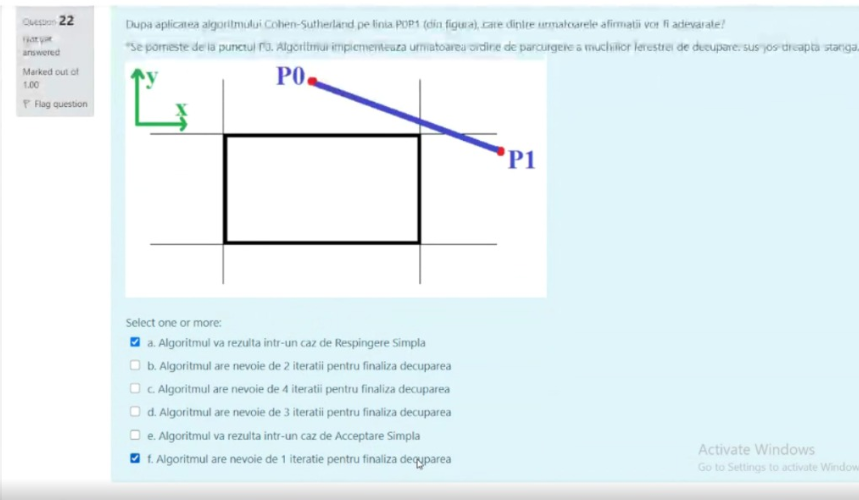 Question 22
Not yet
answered
Marked out of
1.00
Flag question
Dupa aplicarea algoritmului Cohen-Sutherland pe linia P0P1 (din figura), care dintre urmatoarele afirmatii vor fi adevarate?
*Se porneste de la punctul P0. Algoritmul implementeaza urmatoarea ordine de parcurgere a muchiilor ferestrei de decupare: sus-jos-dreapta-stanga.
y
x
P0
P1
Select one or more:
a. Algoritmul va rezulta intr-un caz de Respingere Simpla
b. Algoritmul are nevoie de 2 iteratii pentru finaliza decuparea
c. Algoritmul are nevoie de 4 iteratii pentru finaliza decuparea
d. Algoritmul are nevoie de 3 iteratii pentru finaliza decuparea
e. Algoritmul va rezulta intr-un caz de Acceptare Simpla
f. Algoritmul are nevoie de 1 iteratie pentru finaliza decuparea
Activate Windows
Go to Settings to activate Window